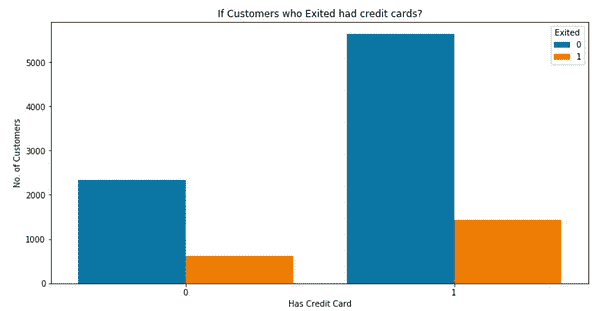 If Customers who Exited had credit cards?
Exited
0
1
5000
4000
3000
2000
1000
0
No. of Customers
0
1
Has Credit Card